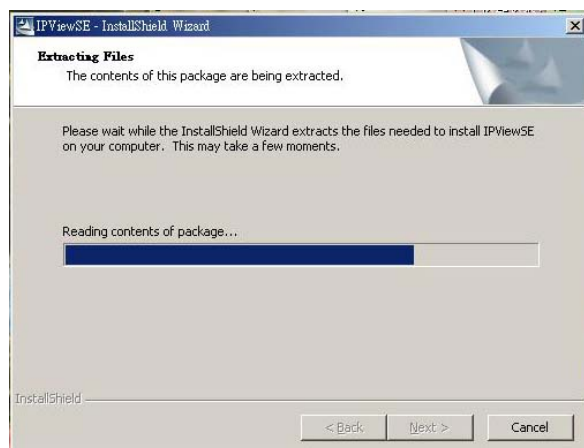 IPViewSE - InstallShield Wizard
Extracting Files
The contents of this package are being extracted.
Please wait while the InstallShield Wizard extracts the files needed to install IPViewSE
on your computer. This may take a few moments.
Reading contents of package...
InstallShield
< Back Next > Cancel